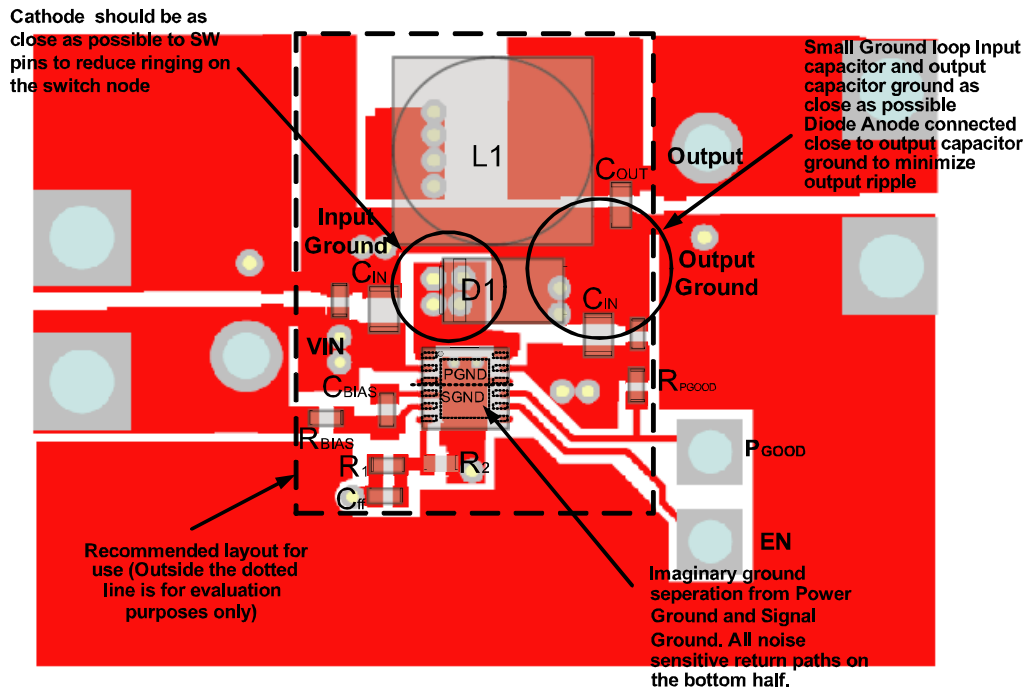 Cathode should be as
close as possible to SW
pins to reduce ringing on
the switch node
Small Ground loop Input
capacitor and output
capacitor ground as
close as possible
Diode Anode connected
close to output capacitor
ground to minimize
output ripple
L1
COUT
Output
Input
Ground
CIN
D1
Output
Ground
CIN
VIN
PGND
SGND
CBIAS
RPGOOD
RBIAS
R1
R2
Cff
PGOOD
EN
Recommended layout for
use (Outside the dotted
line is for evaluation
purposes only)
Imaginary ground
seperation from Power
Ground and Signal
Ground. All noise
sensitive return paths on
the bottom half.